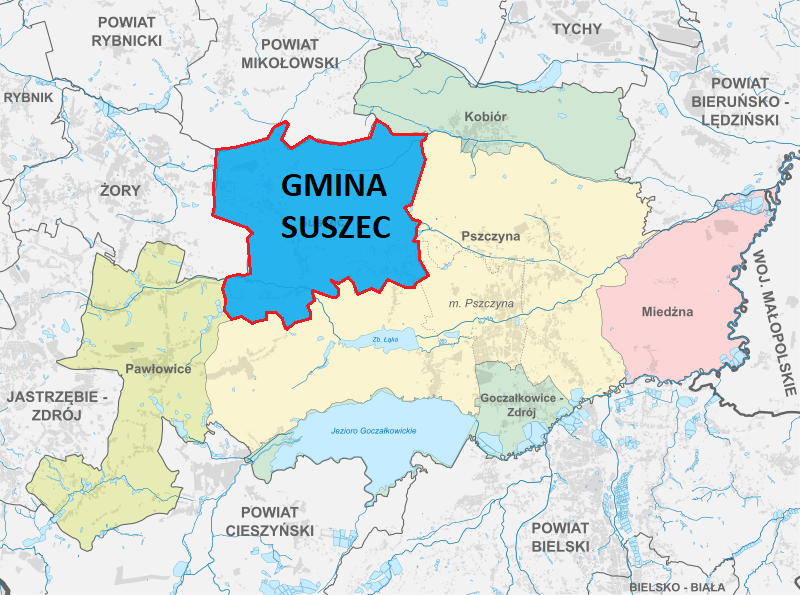 POWIAT
RYBNICKI
TYCHY
POWIAT
MIKOŁOWSKI
POWIAT
BIERUŃSKO -
LĘDZIŃSKI
RYBNIK
Kobiór
ŻORY
GMINA
SUSZEC
Pszczyna
WOJ. MAŁOPOLSKIE
m. Pszczyna
Miedźna
Zb. Łąka
Pawłowice
JASTRZĘBIE -
ZDRÓJ
Goczałkowice -
Zdrój
Jezioro Goczałkowickie
POWIAT
CIESZYŃSKI
POWIAT
BIELSKI
BIELSKO - BIAŁA